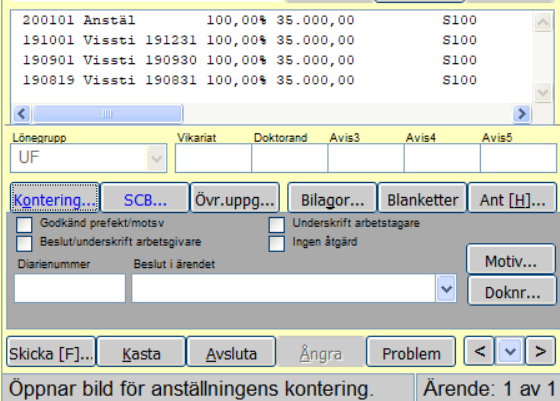 200101 Anstäl 100,00% 35.000,00 S100
191001 Vissti 191231 100,00% 35.000,00 S100
190901 Vissti 190930 100,00% 35.000,00 S100
190819 Vissti 190831 100,00% 35.000,00 S100
Lönegrupp Vikariat Doktorand Avis3 Avis4 Avis5
UF
Kontering... SCB... Övr.uppg... Bilagor... Blanketter Ant [H]...
Godkänd prefekt/motsv Underskrift arbetstagare
Beslut/underskrift arbetsgivare Ingen åtgärd
Diarienummer Beslut i ärendet Motiv...
Doknr...
Skicka [F]... Kasta Avsluta Ångra Problem < >
Öppnar bild för anställningens kontering. Ärende: 1 av 1